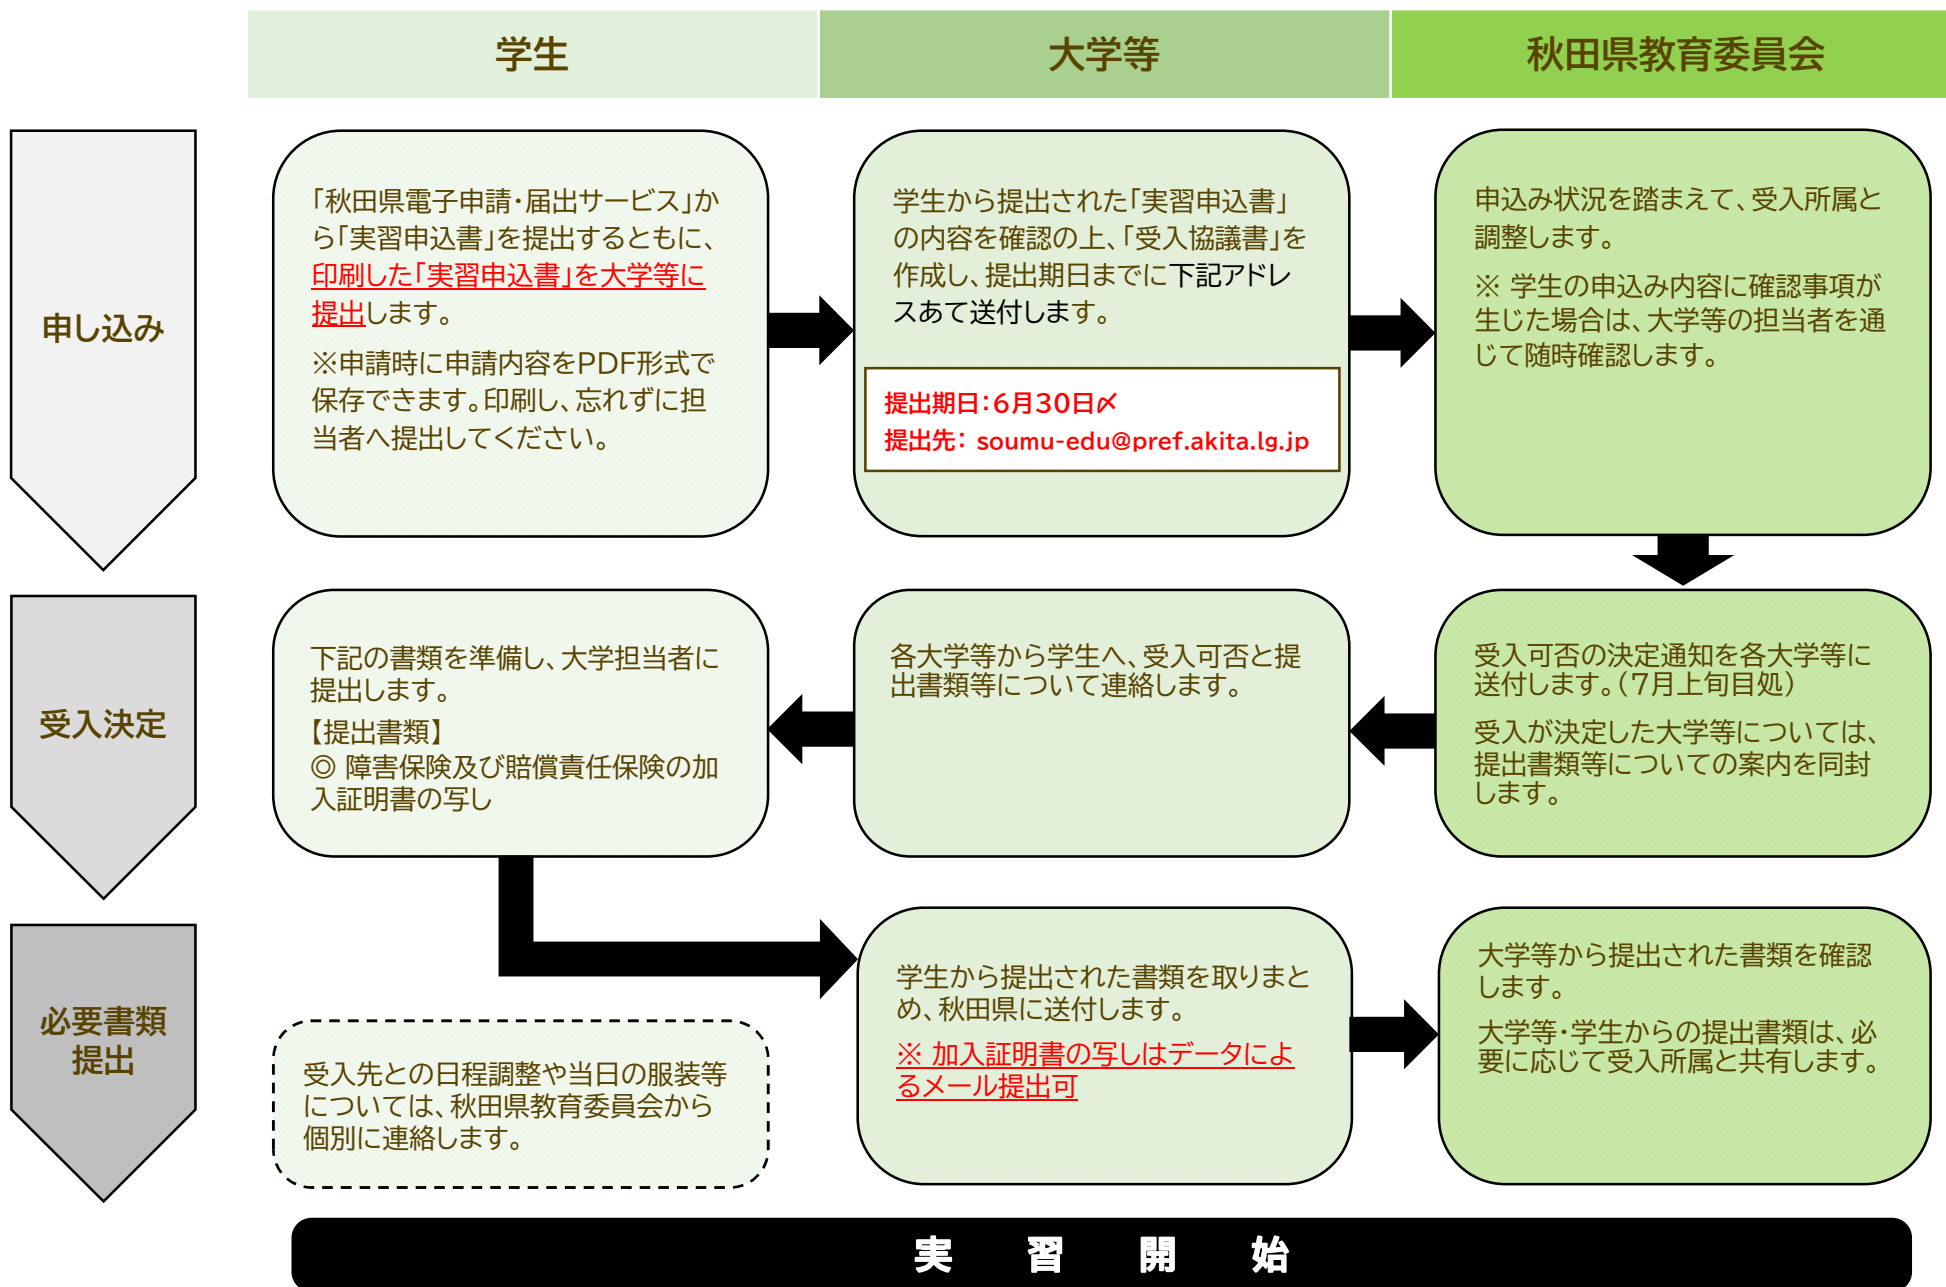 学生
大学等
秋田県教育委員会
申し込み
「秋田県電子申請・届出サービス」か
ら「実習申込書」を提出するともに、
印刷した「実習申込書」を大学等に
提出します。
※申請時に申請内容をPDF形式で
保存できます。印刷し、忘れずに担
当者へ提出してください。
学生から提出された「実習申込書」
の内容を確認の上、「受入協議書」を
作成し、提出期日までに下記アドレ
スあて送付します。
提出期日：6月30日〆
提出先： soumu-edu@pref.akita.lg.jp
申込み状況を踏まえて、受入所属と
調整します。
※ 学生の申込み内容に確認事項が
生じた場合は、大学等の担当者を通
じて随時確認します。
受入決定
下記の書類を準備し、大学担当者に
提出します。
【提出書類】
◎ 障害保険及び賠償責任保険の加
入証明書の写し
各大学等から学生へ、受入可否と提
出書類等について連絡します。
受入可否の決定通知を各大学等に
送付します。（7月上旬目処）
受入が決定した大学等については、
提出書類等についての案内を同封
します。
必要書類
提出
受入先との日程調整や当日の服装等
については、秋田県教育委員会から
個別に連絡します。
学生から提出された書類を取りまと
め、秋田県に送付します。
※ 加入証明書の写しはデータによ
るメール提出可
大学等から提出された書類を確認
します。
大学等・学生からの提出書類は、必
要に応じて受入所属と共有します。
実 習 開 始